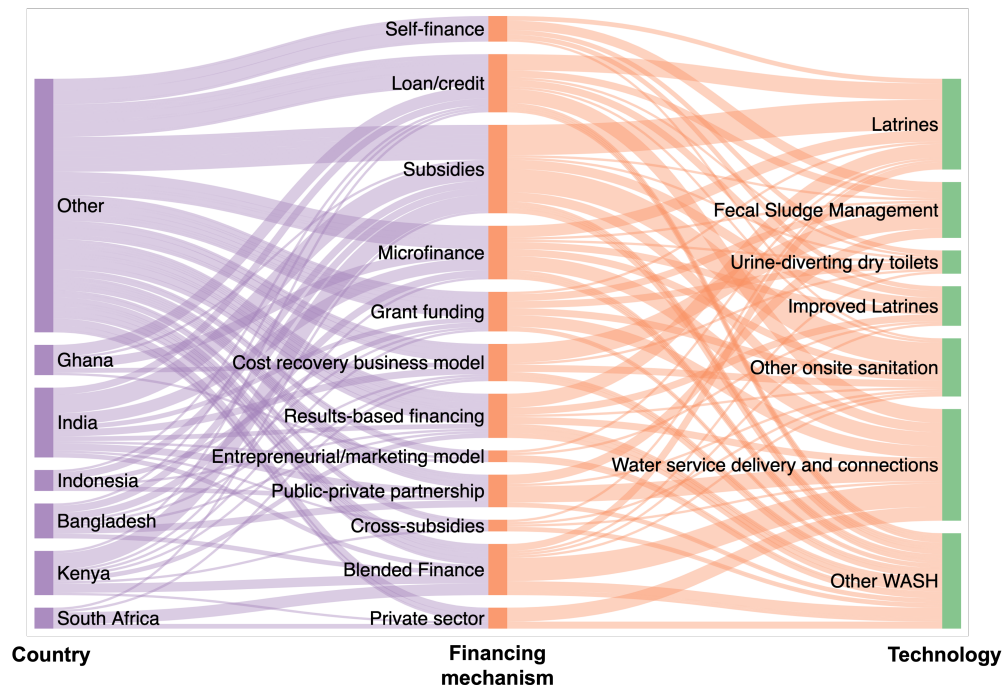 Self-finance
Loan/credit
Subsidies
Microfinance
Grant funding
Cost recovery business model
Results-based financing
Entrepreneurial/marketing model
Public-private partnership
Cross-subsidies
Blended Finance
Private sector
Other
Ghana
India
Indonesia
Bangladesh
Kenya
South Africa
Latrines
Fecal Sludge Management
Urine-diverting dry toilets
Improved Latrines
Other onsite sanitation
Water service delivery and connections
Other WASH
Country
Financing
mechanism
Technology